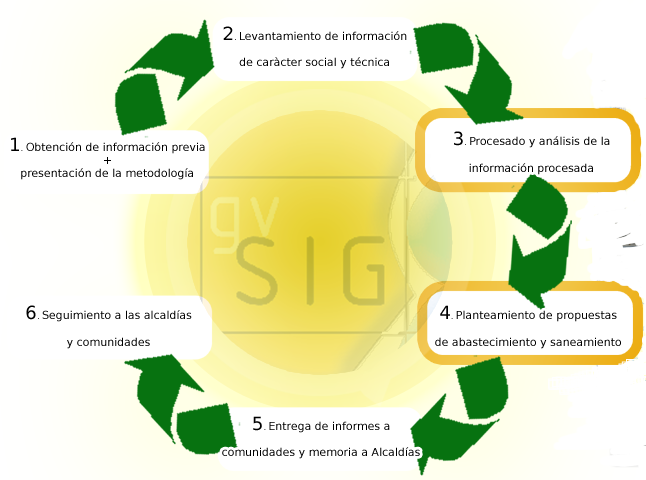 1. Obtención de información previa
+
presentación de la metodología
2. Levantamiento de información
de caràcter social y técnica
3. Procesado y análisis de la
información procesada
4. Planteamiento de propuestas
de abastecimiento y saneamiento
5. Entrega de informes a
comunidades y memoria a Alcaldías
6. Seguimiento a las alcaldías
y comunidades
gv
SIG